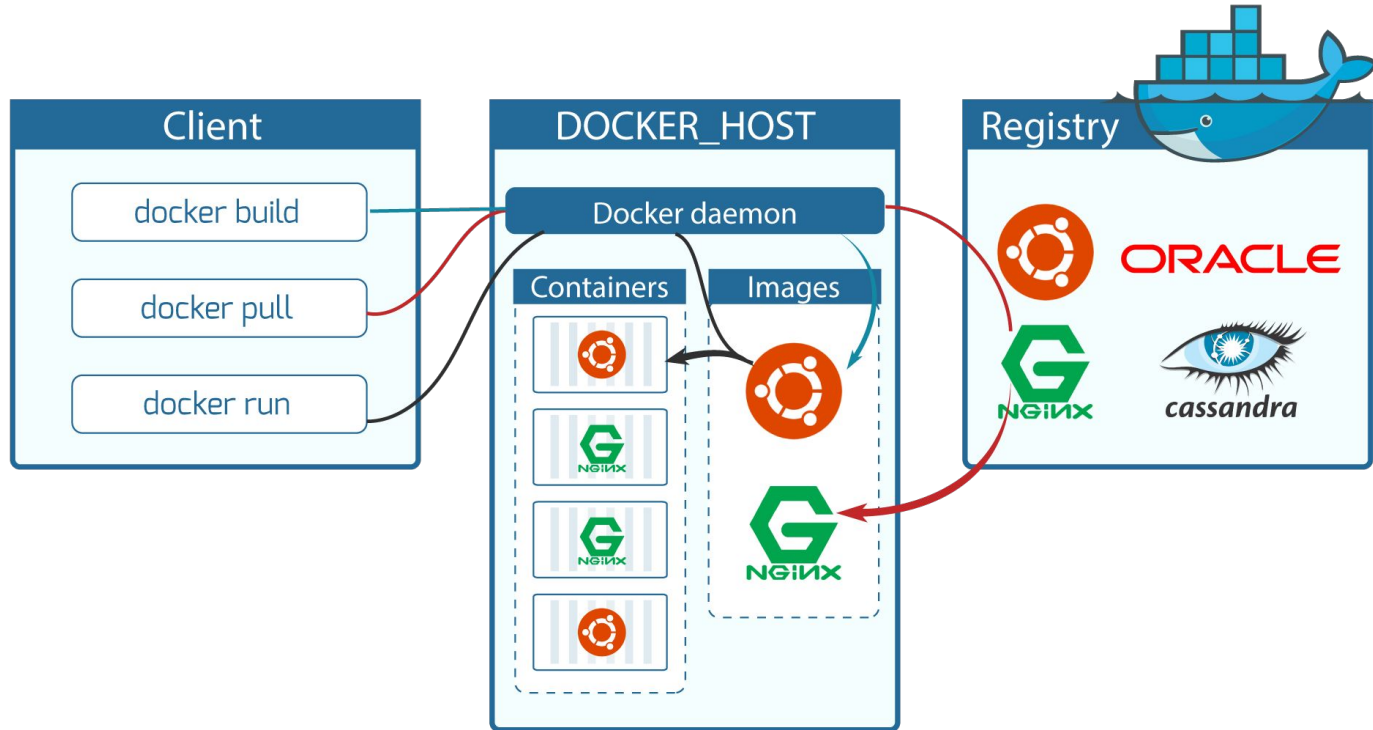 Client
docker build
docker pull
docker run
DOCKER_HOST
Docker daemon
Containers
NGiNX
NGiNX
Images
NGiNX
Registry
ORACLE
NGiNX
cassandra